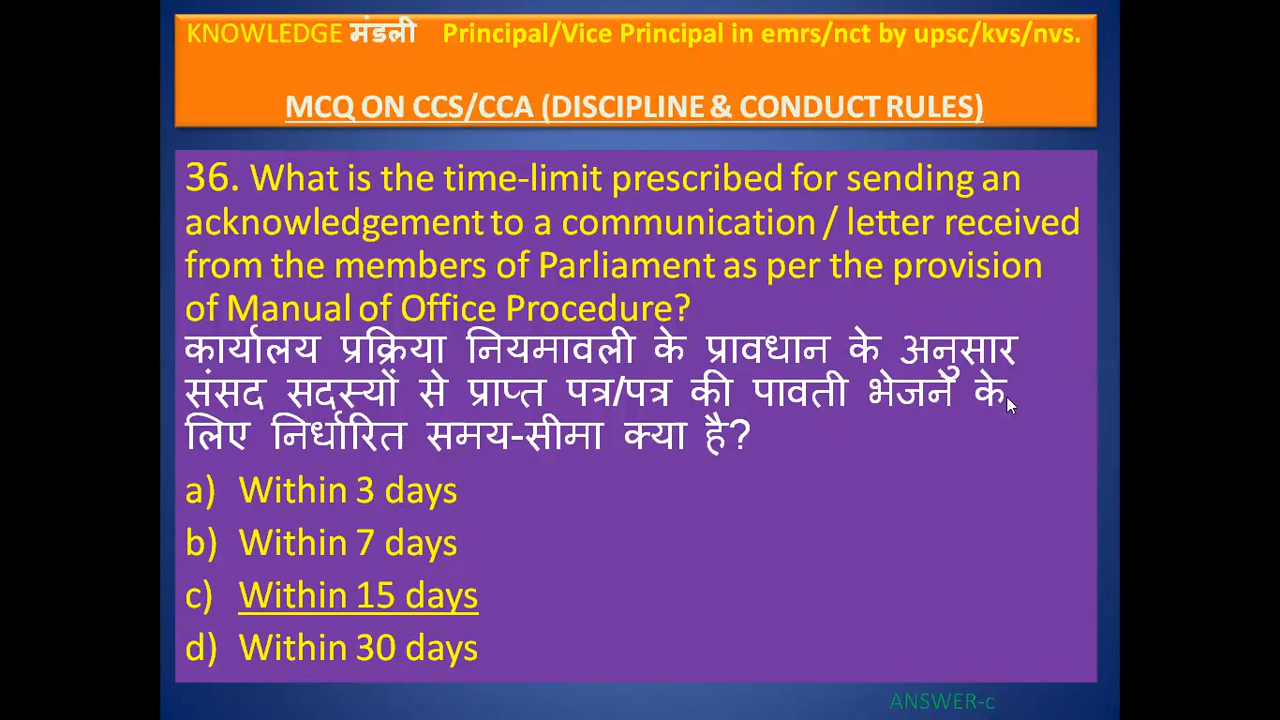 KNOWLEDGE मंडली Principal/Vice Principal in emrs/nct by upsc/kvs/nvs.
MCQ ON CCS/CCA (DISCIPLINE & CONDUCT RULES)
36. What is the time-limit prescribed for sending an
acknowledgement to a communication / letter received
from the members of Parliament as per the provision
of Manual of Office Procedure?
कार्यालय प्रक्रिया नियमावली के प्रावधान के अनुसार
संसद सदस्यों से प्राप्त पत्र/पत्र की पावती भेजने के
लिए निर्धारित समय-सीमा क्या है?
a) Within 3 days
b) Within 7 days
c) Within 15 days
d) Within 30 days
ANSWER-c